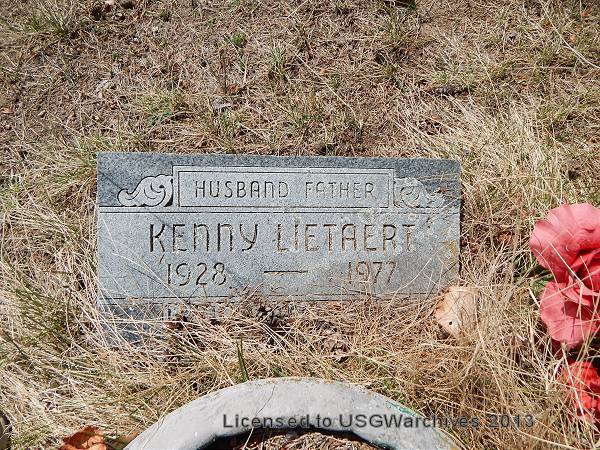 HUSBAND FATHER
KENNY LIETAERT
1928 — 1977
Licensed to USGWarchives 2013